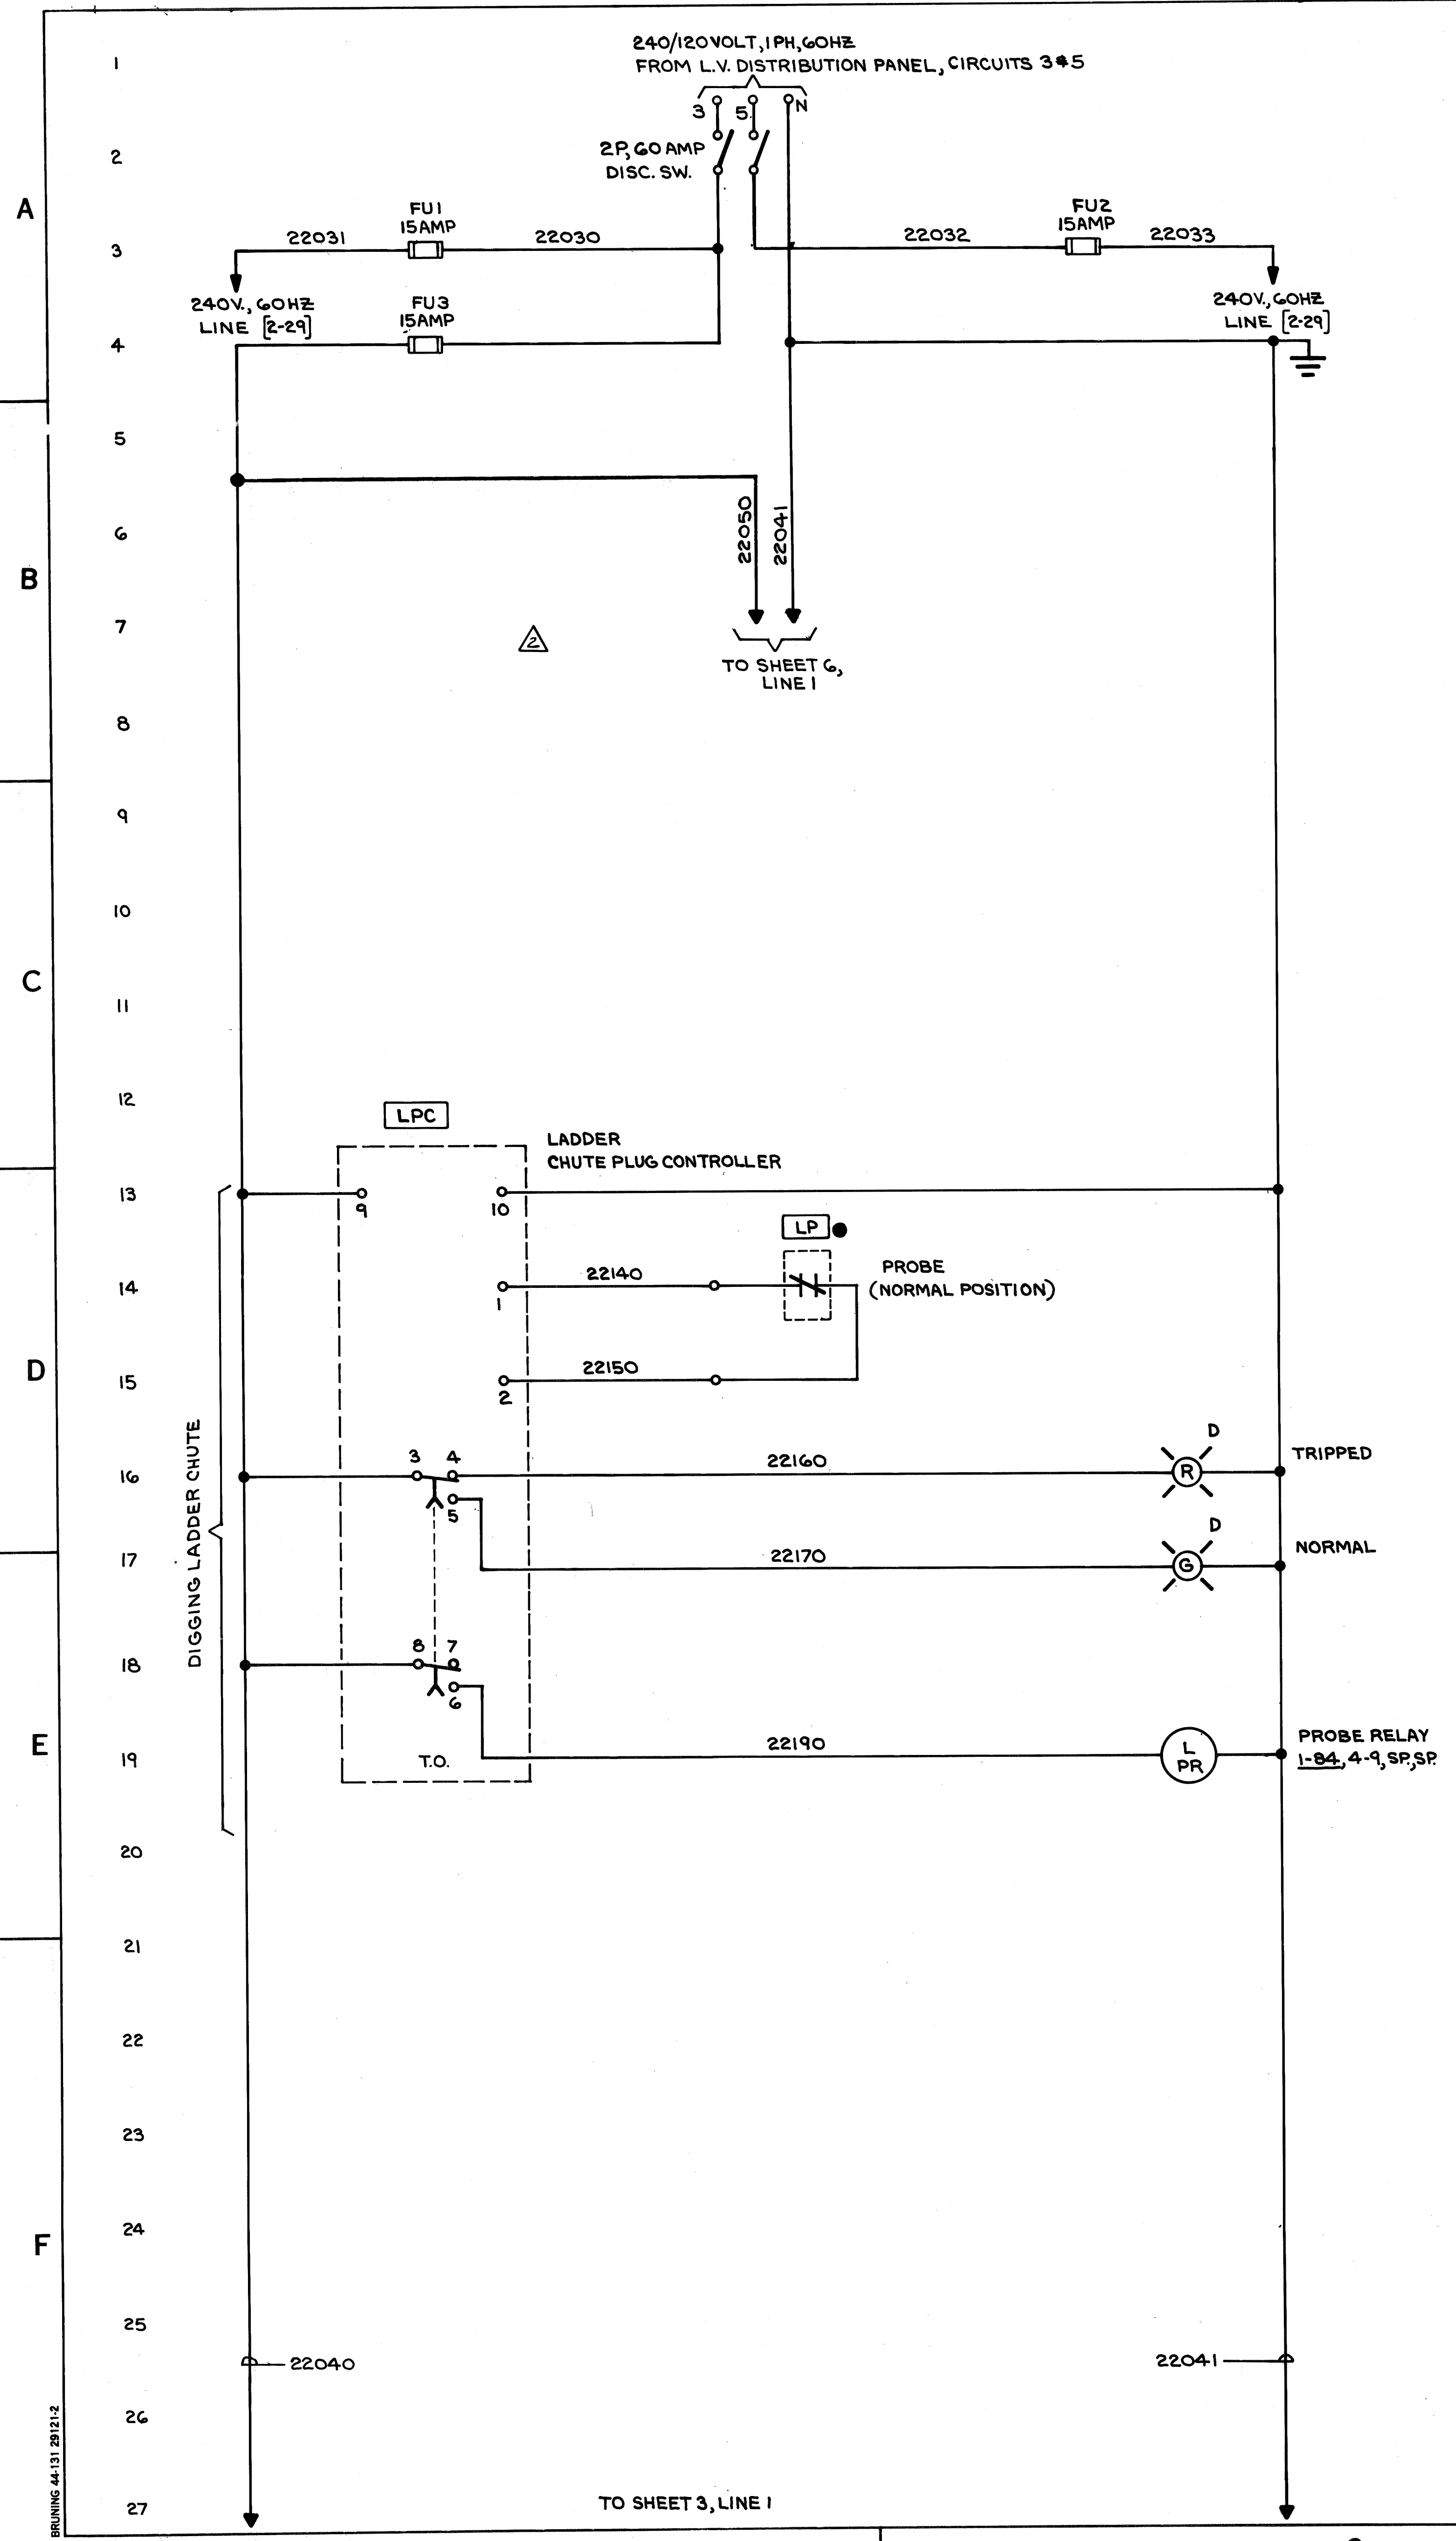 1
240/120 VOLT, 1 PH, 60HZ
FROM L.V. DISTRIBUTION PANEL, CIRCUITS 3 & 5
3 5 N
2
2P, 60 AMP
DISC. SW.
A
FU1
15AMP
FU2
15AMP
3
22031
22030
22032
22033
240V., 60HZ
LINE [2-29]
240V., 60HZ
LINE [2-29]
FU3
15AMP
4
5
6
22050
22041
B
7
2
TO SHEET 6,
LINE 1
8
9
10
C
11
12
LPC
LADDER
CHUTE PLUG CONTROLLER
13
9
10
LP
14
1
22140
PROBE
(NORMAL POSITION)
D
15
2
22150
DIGGING LADDER CHUTE
16
3 4
5
22160
R
D
TRIPPED
17
22170
G
D
NORMAL
18
8 7
6
E
19
T.O.
22190
L
PR
PROBE RELAY
1-84, 4-9, SP., SP.
20
21
22
23
24
F
25
22040
22041
26
27
TO SHEET 3, LINE 1
BRUNING 44-131 29121-2